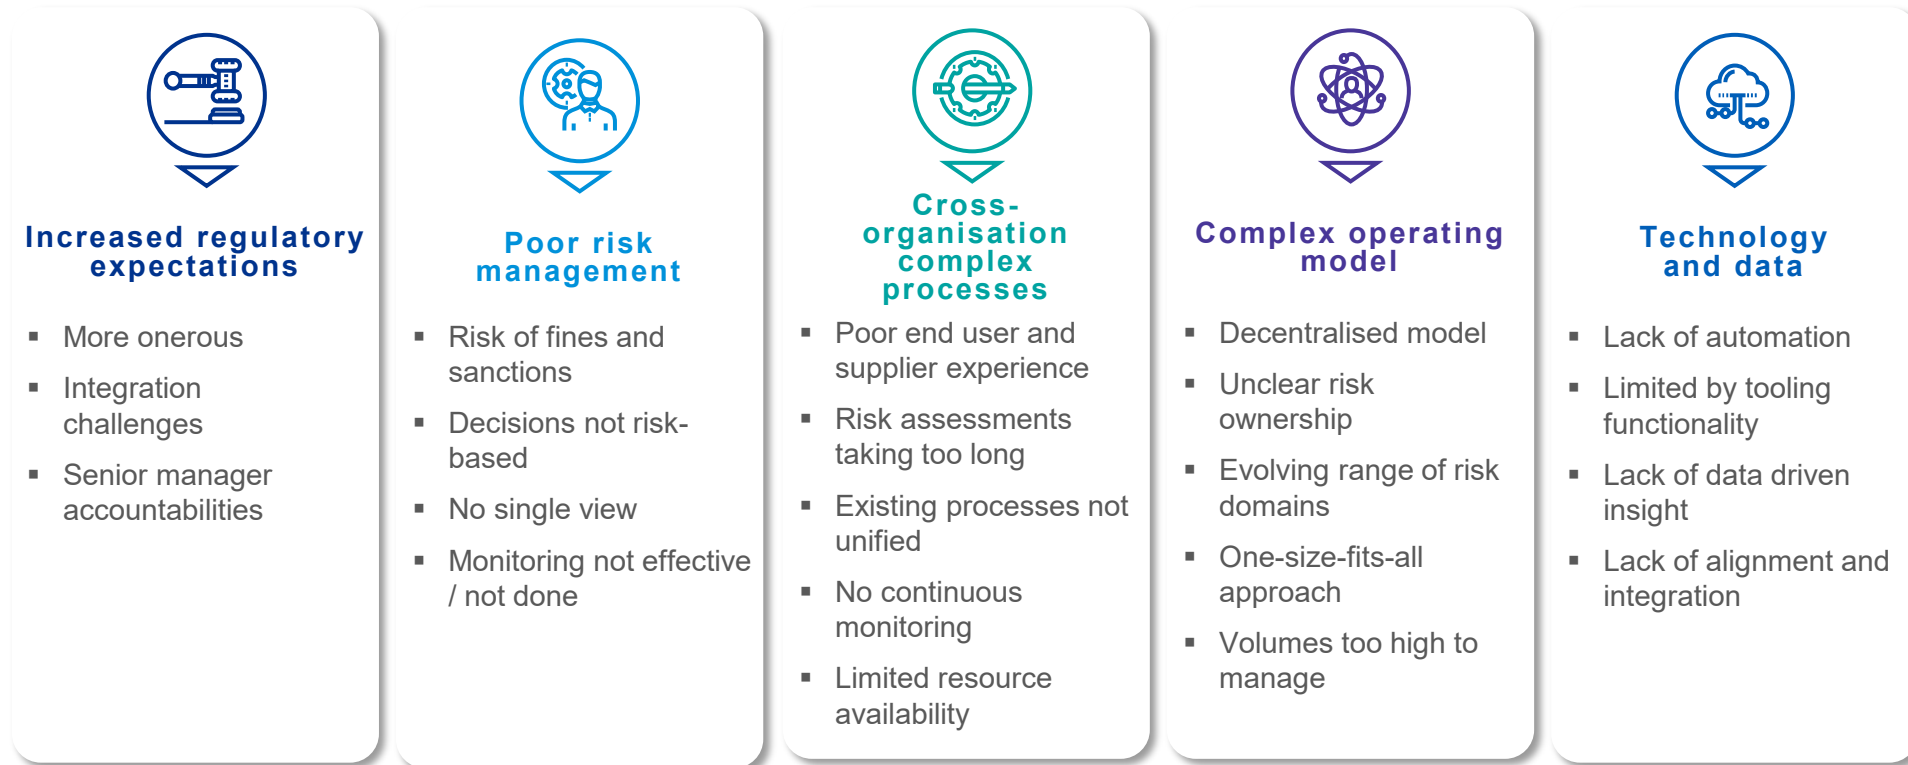 Increased regulatory
expectations
▪ More onerous
▪ Integration
challenges
▪ Senior manager
accountabilities
Poor risk
management
▪ Risk of fines and
sanctions
▪ Decisions not risk-
based
▪ No single view
▪ Monitoring not effective
/ not done
Cross-
organisation
complex
processes
▪ Poor end user and
supplier experience
▪ Risk assessments
taking too long
▪ Existing processes not
unified
▪ No continuous
monitoring
▪ Limited resource
availability
Complex operating
model
▪ Decentralised model
▪ Unclear risk
ownership
▪ Evolving range of risk
domains
▪ One-size-fits-all
approach
▪ Volumes too high to
manage
Technology
and data
▪ Lack of automation
▪ Limited by tooling
functionality
▪ Lack of data driven
insight
▪ Lack of alignment and
integration